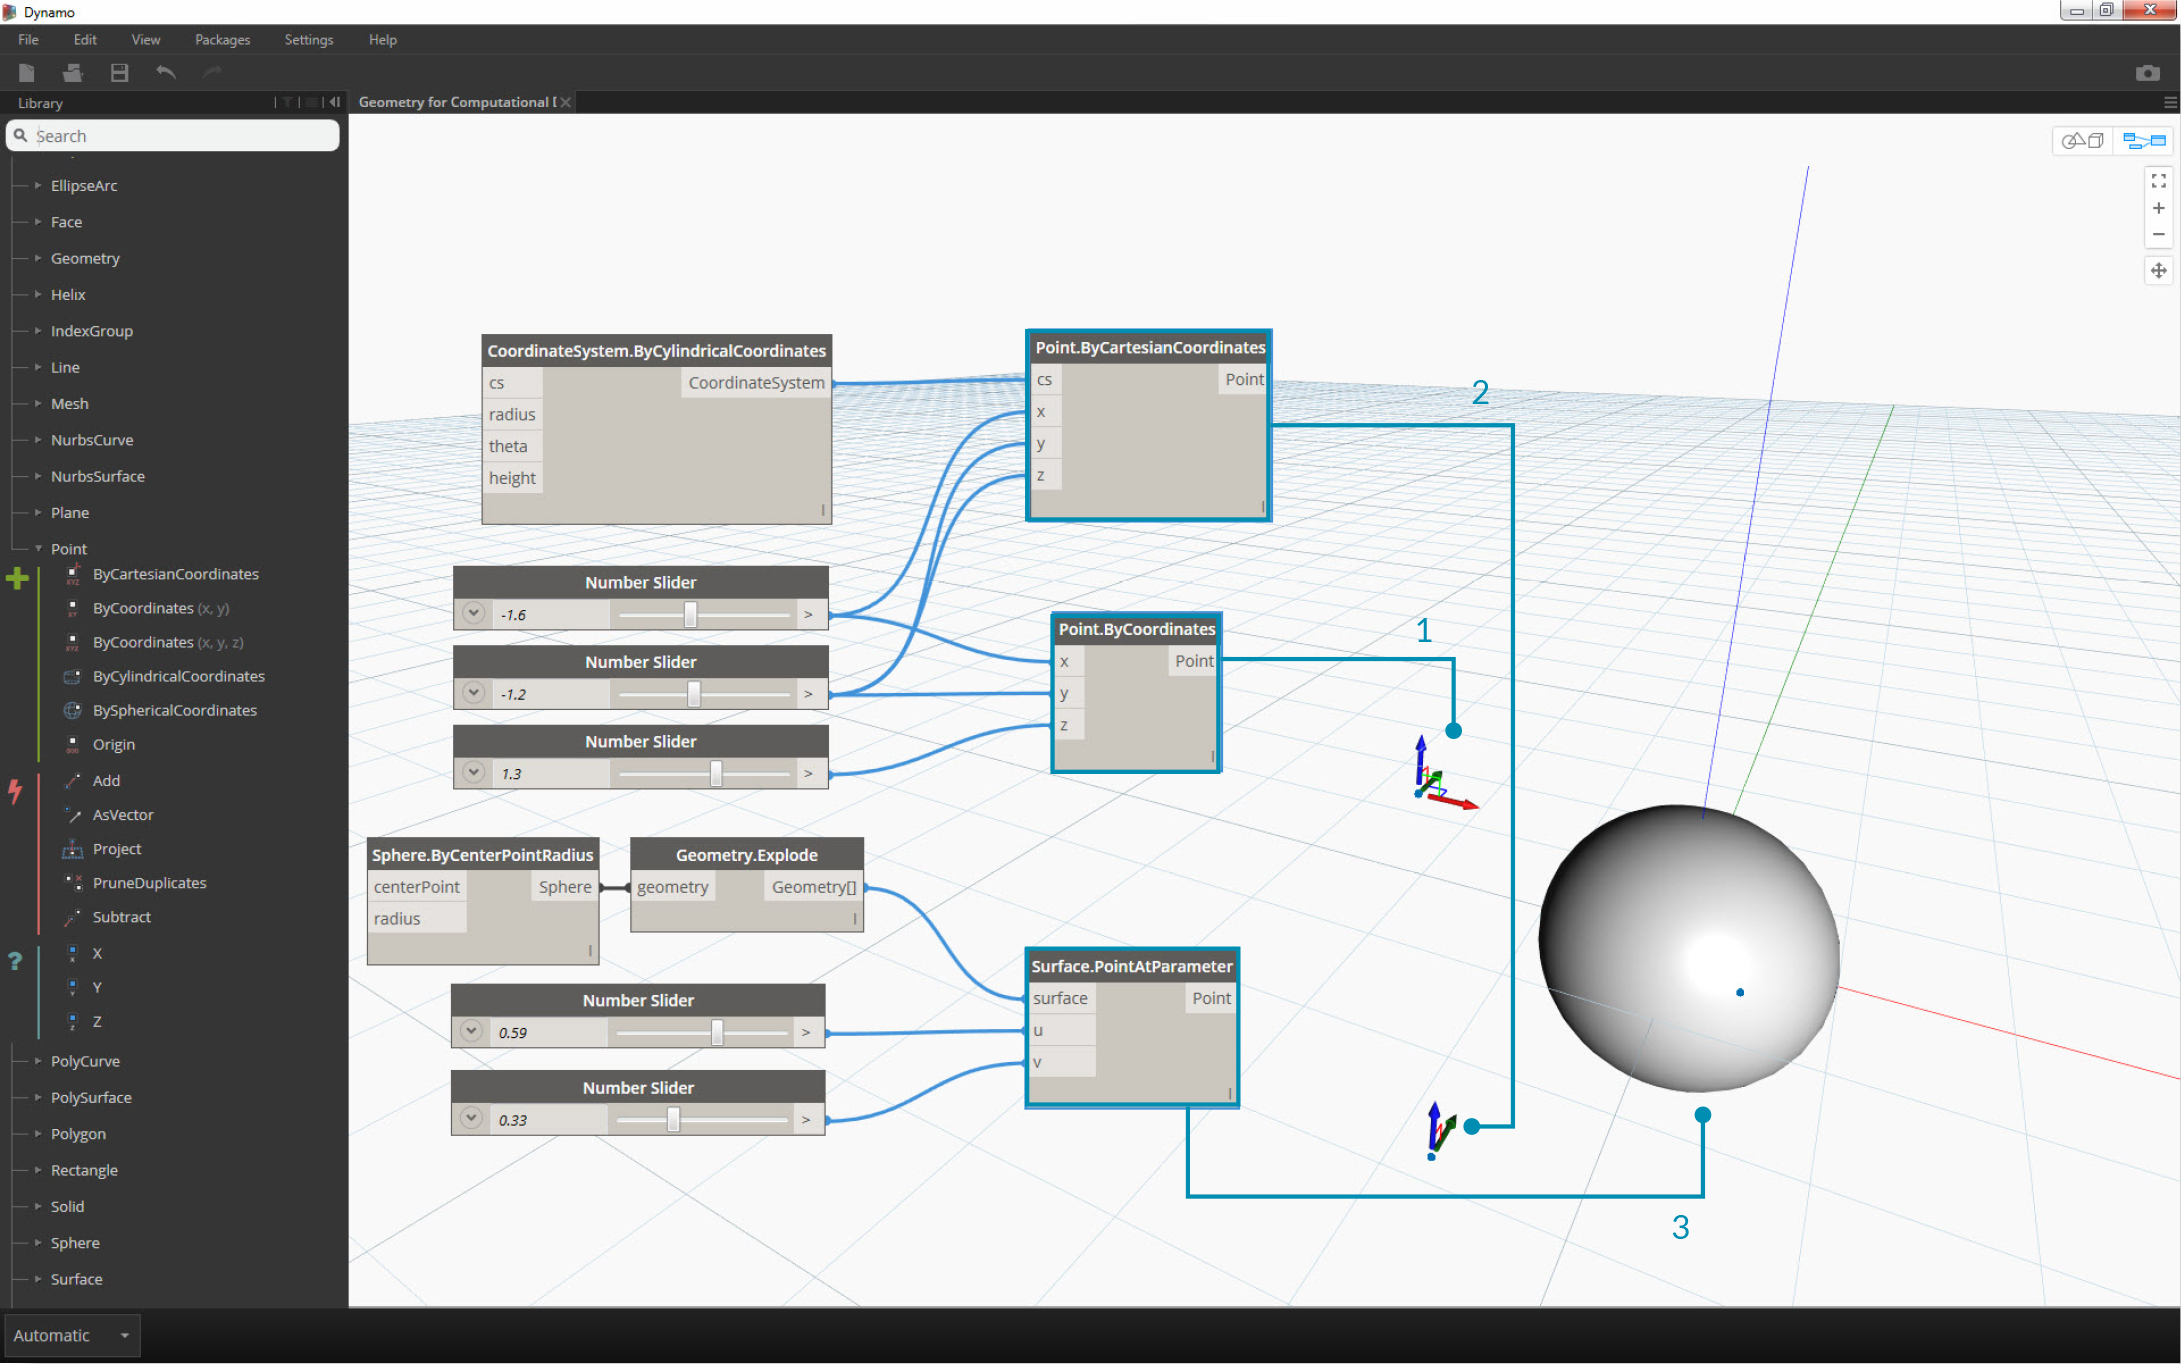 Dynamo
File Edit View Packages Settings Help
Library
Geometry for Computational
Search
EllipseArc
Face
Geometry
Helix
IndexGroup
Line
Mesh
NurbsCurve
NurbsSurface
Plane
Point
ByCartesianCoordinates
ByCoordinates (x, y)
ByCoordinates (x, y, z)
ByCylindricalCoordinates
BySphericalCoordinates
Origin
Add
AsVector
Project
PruneDuplicates
Subtract
X
Y
Z
PolyCurve
PolySurface
Polygon
Rectangle
Solid
Sphere
Surface
Automatic
CoordinateSystem.ByCylindricalCoordinates
cs CoordinateSystem
radius
theta
height
Point.ByCartesianCoordinates
cs Point
x
y
z
2
Number Slider
-1.6 >
Number Slider
-1.2 >
Number Slider
1.3 >
Point.ByCoordinates
x Point
y
z
1
Sphere.ByCenterPointRadius
centerPoint Sphere
radius
Geometry.Explode
geometry Geometry[]
Number Slider
0.59 >
Number Slider
0.33 >
Surface.PointAtParameter
surface Point
u
v
3